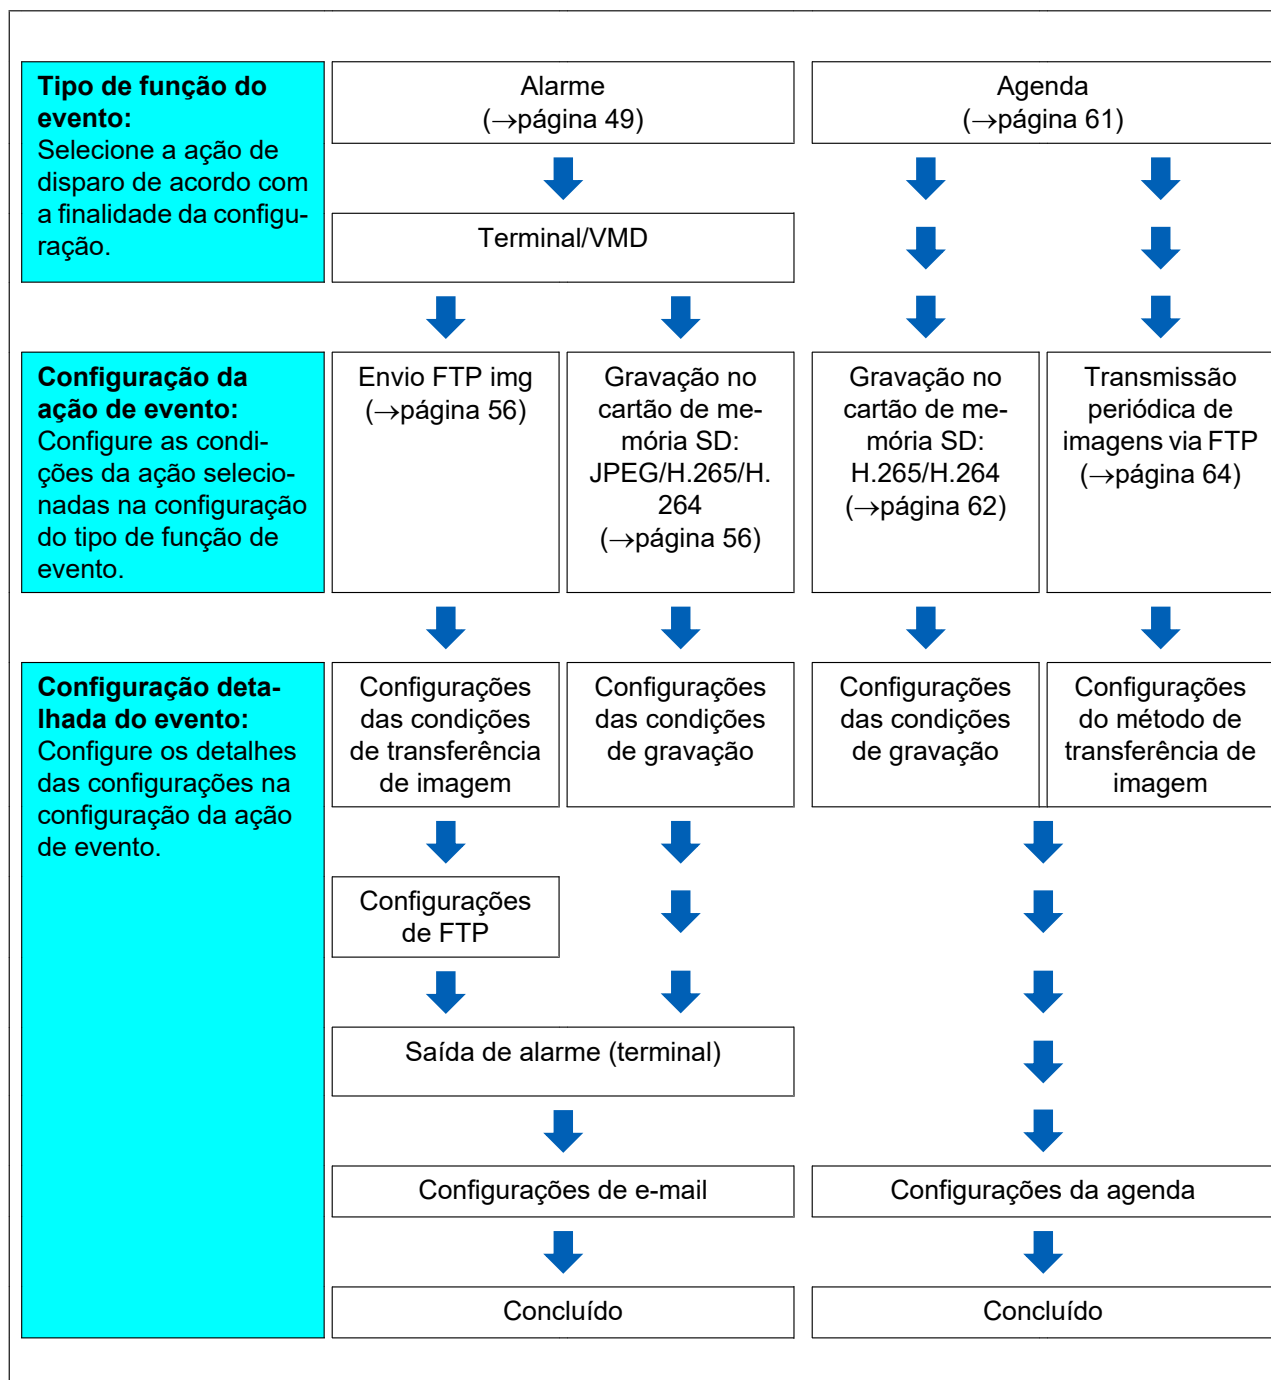 Tipo de função do
evento:
Selecione a ação de
disparo de acordo com
a finalidade da configu-
ração.
Alarme
(→página 49)
Agenda
(→página 61)
Terminal/VMD
Configuração da
ação de evento:
Configure as condi-
ções da ação selecio-
nadas na configuração
do tipo de função de
evento.
Envio FTP img
(→página 56)
Gravação no
cartão de me-
mória SD:
JPEG/H.265/H.
264
(→página 56)
Gravação no
cartão de me-
mória SD:
H.265/H.264
(→página 62)
Transmissão
periódica de
imagens via FTP
(→página 64)
Configuração deta-
lhada do evento:
Configure os detalhes
das configurações na
configuração da ação
de evento.
Configurações
das condições
de transferência
de imagem
Configurações
das condições
de gravação
Configurações
das condições
de gravação
Configurações
do método de
transferência de
imagem
Configurações
de FTP
Saída de alarme (terminal)
Configurações de e-mail
Configurações da agenda
Concluído
Concluído